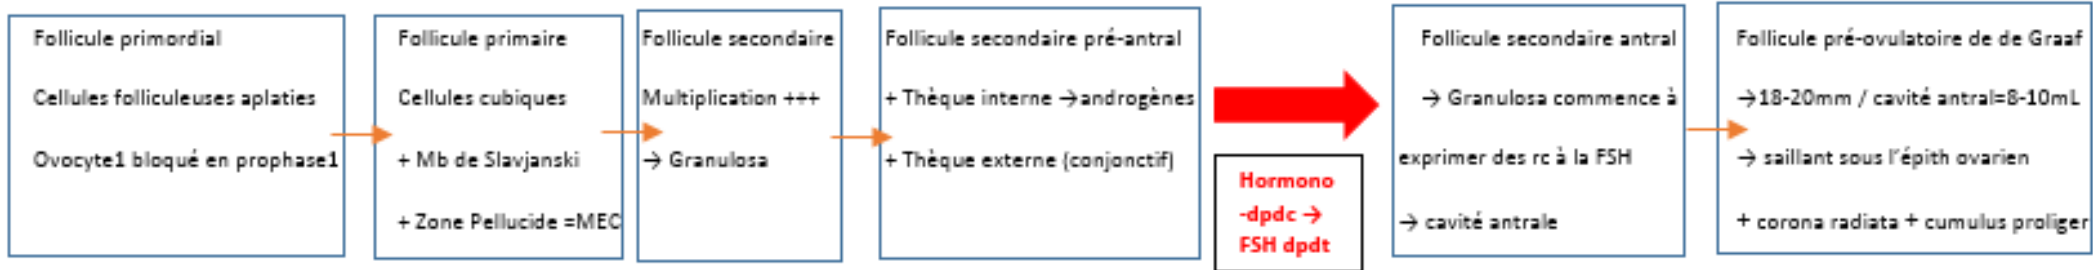 Follicule primordial
Cellules folliculeuses aplaties
Ovocyte1 bloqué en prophase1
Follicule primaire
Cellules cubiques
+ Mb de Slavjanski
+ Zone Pellucide =MEC
Follicule secondaire
Multiplication +++
→ Granulosa
Follicule secondaire pré-antral
+ Thèque interne →androgènes
+ Thèque externe (conjonctif)
Hormono
-dpdc →
FSH dpdt
Follicule secondaire antral
→ Granulosa commence à
exprimer des rc à la FSH
→ cavité antrale
Follicule pré-ovulatoire de de Graaf
→18-20mm / cavité antral=8-10mL
→ saillant sous l'épith ovarien
+ corona radiata + cumulus proliger